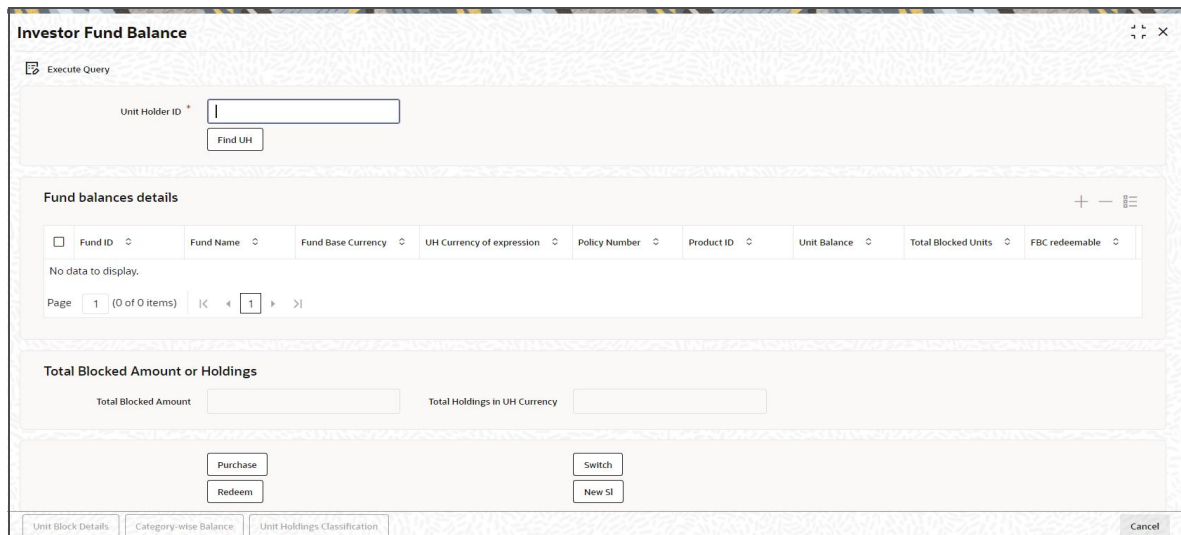 Investor Fund Balance
Execute Query
Unit Holder ID *
Find UH
Fund balances details
Fund ID Fund Name Fund Base Currency UH Currency of expression Policy Number Product ID Unit Balance Total Blocked Units FBC redeemable
No data to display.
Page 1 (0 of 0 items) 1
Total Blocked Amount or Holdings
Total Blocked Amount Total Holdings in UH Currency
Purchase Switch
Redeem New SI
Unit Block Details Category-wise Balance Unit Holdings Classification Cancel